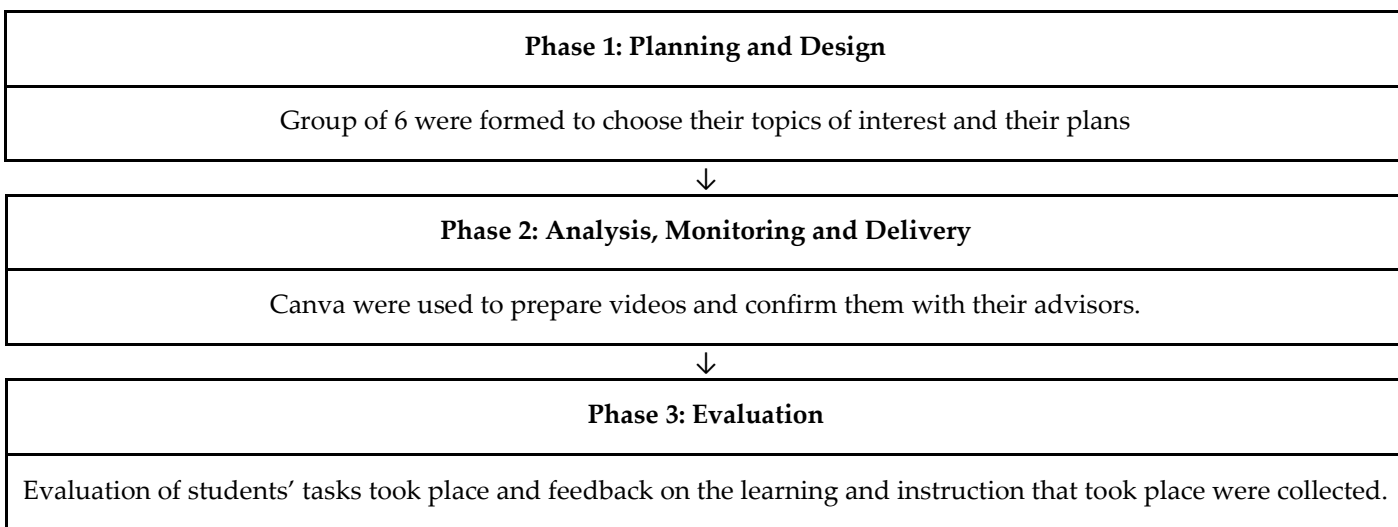 Phase 1: Planning and Design
Group of 6 were formed to choose their topics of interest and their plans
↓
Phase 2: Analysis, Monitoring and Delivery
Canva were used to prepare videos and confirm them with their advisors.
↓
Phase 3: Evaluation
Evaluation of students’ tasks took place and feedback on the learning and instruction that took place were collected.